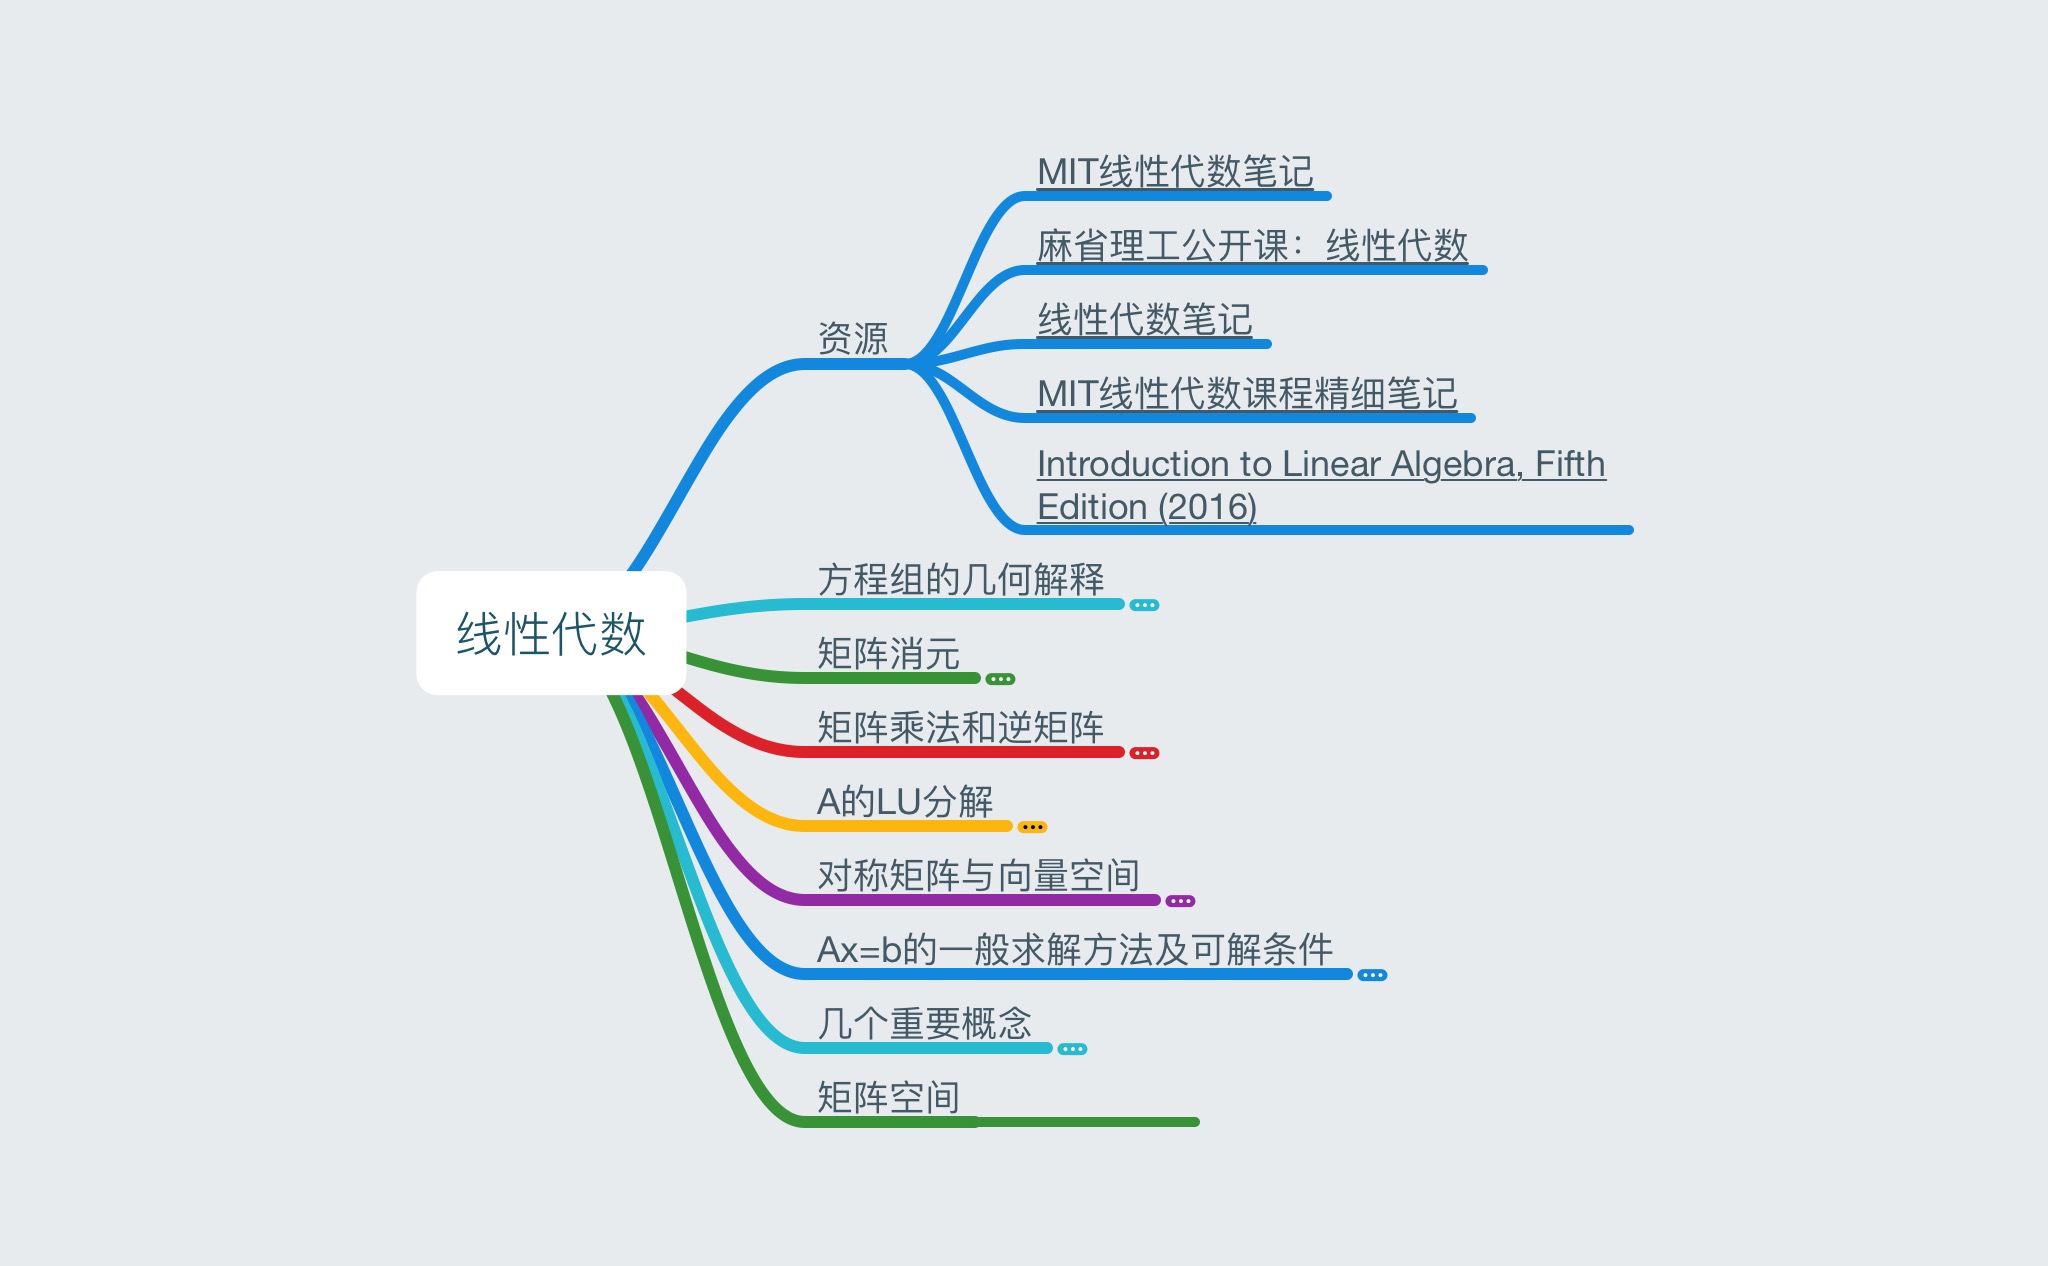 MIT线性代数笔记
麻省理工公开课：线性代数
线性代数笔记
资源
MIT线性代数课程精细笔记
Introduction to Linear Algebra, Fifth
Edition (2016)
方程组的几何解释
线性代数
矩阵消元
矩阵乘法和逆矩阵
A的LU分解
对称矩阵与向量空间
Ax=b的一般求解方法及可解条件
几个重要概念
矩阵空间